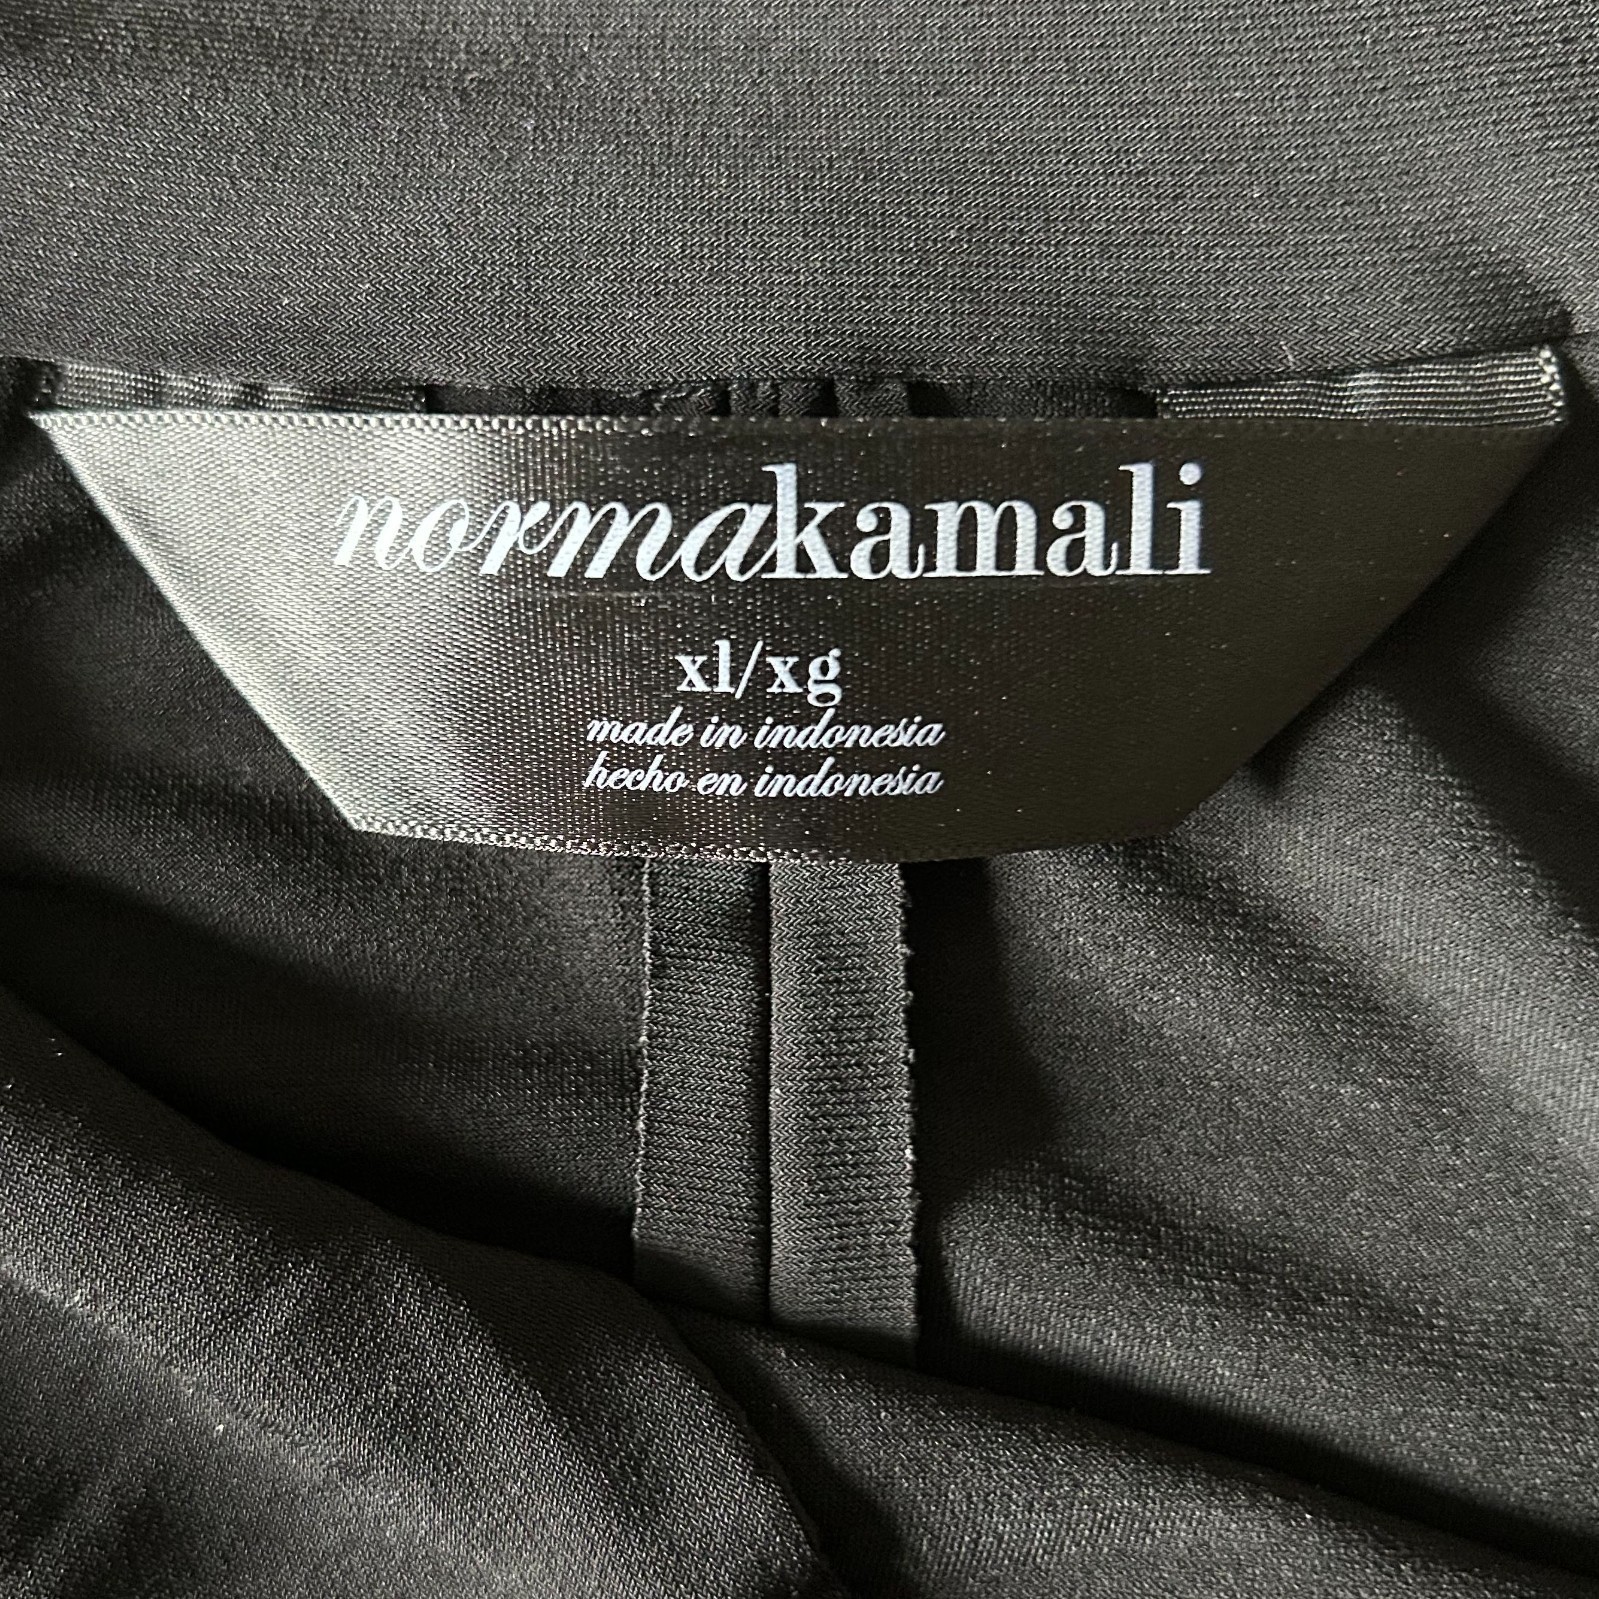 normakamali
xl/xg
made in indonesia
hecho en indonesia